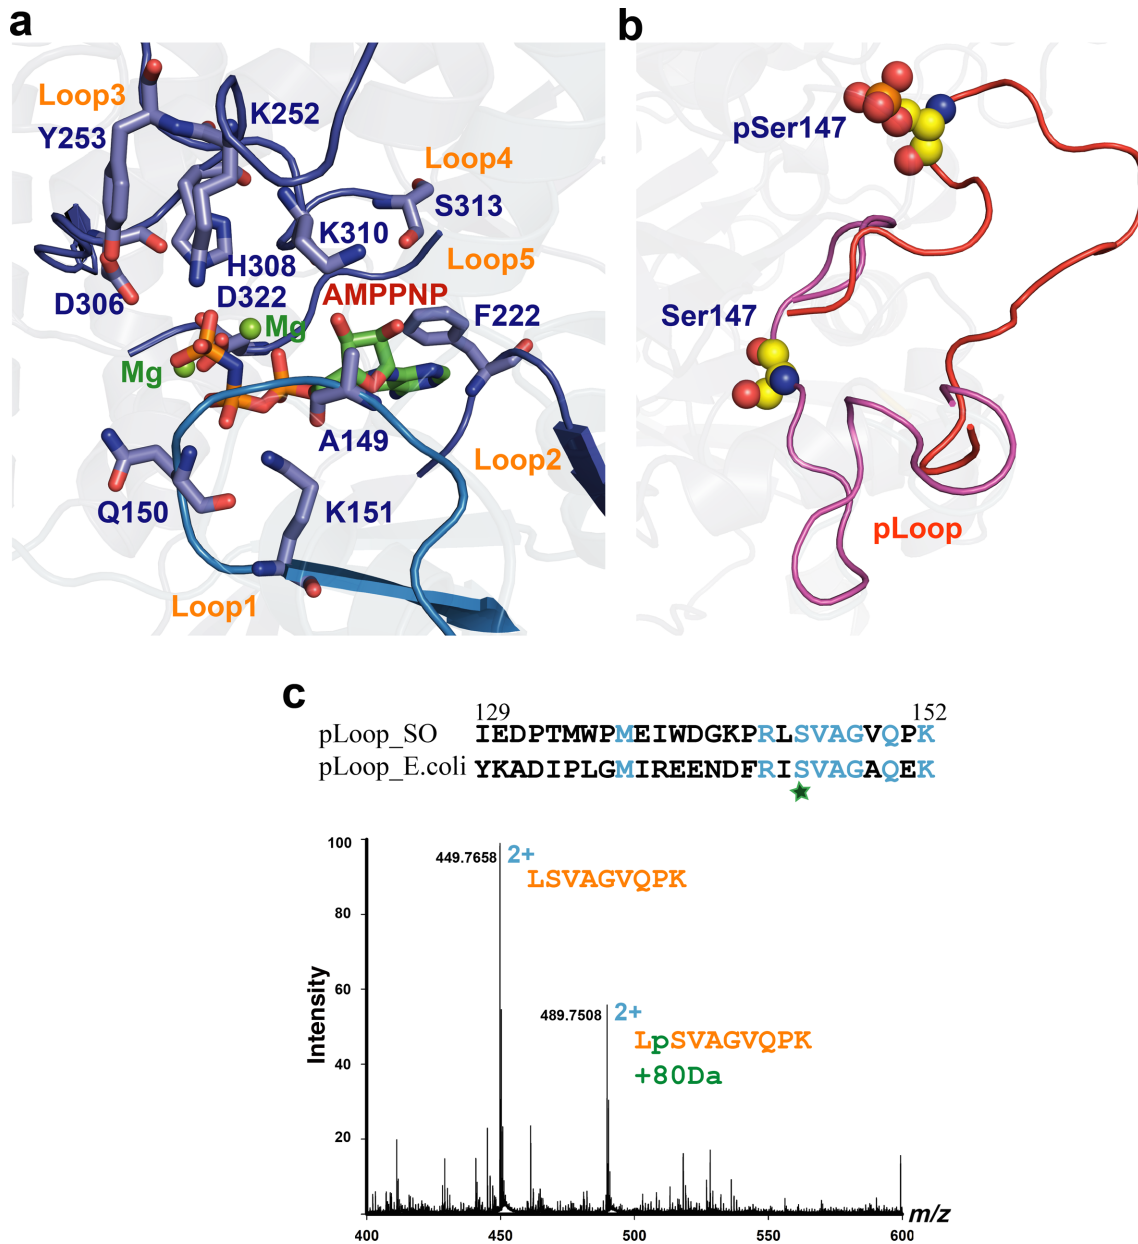 a
Loop3
Y253
K252
Loop4
S313
K310
Loop5
H308
D306
D322
AMPPNP
Mg
F222
Mg
A149
Loop2
Q150
K151
Loop1
b
pSer147
Ser147
pLoop
c
129 152
pLoop_SO IEDPTMWPMEIWDGKPRLSVAGVQPK
pLoop_E.coli YKADIPLGMIREENDFRISVAGAQEK
100
449.7658 2+
LSVAGVQPK
80
60
489.7508 2+
LpSVAGVQPK
+80Da
40
20
Intensity
400 450 500 550 600 m/z